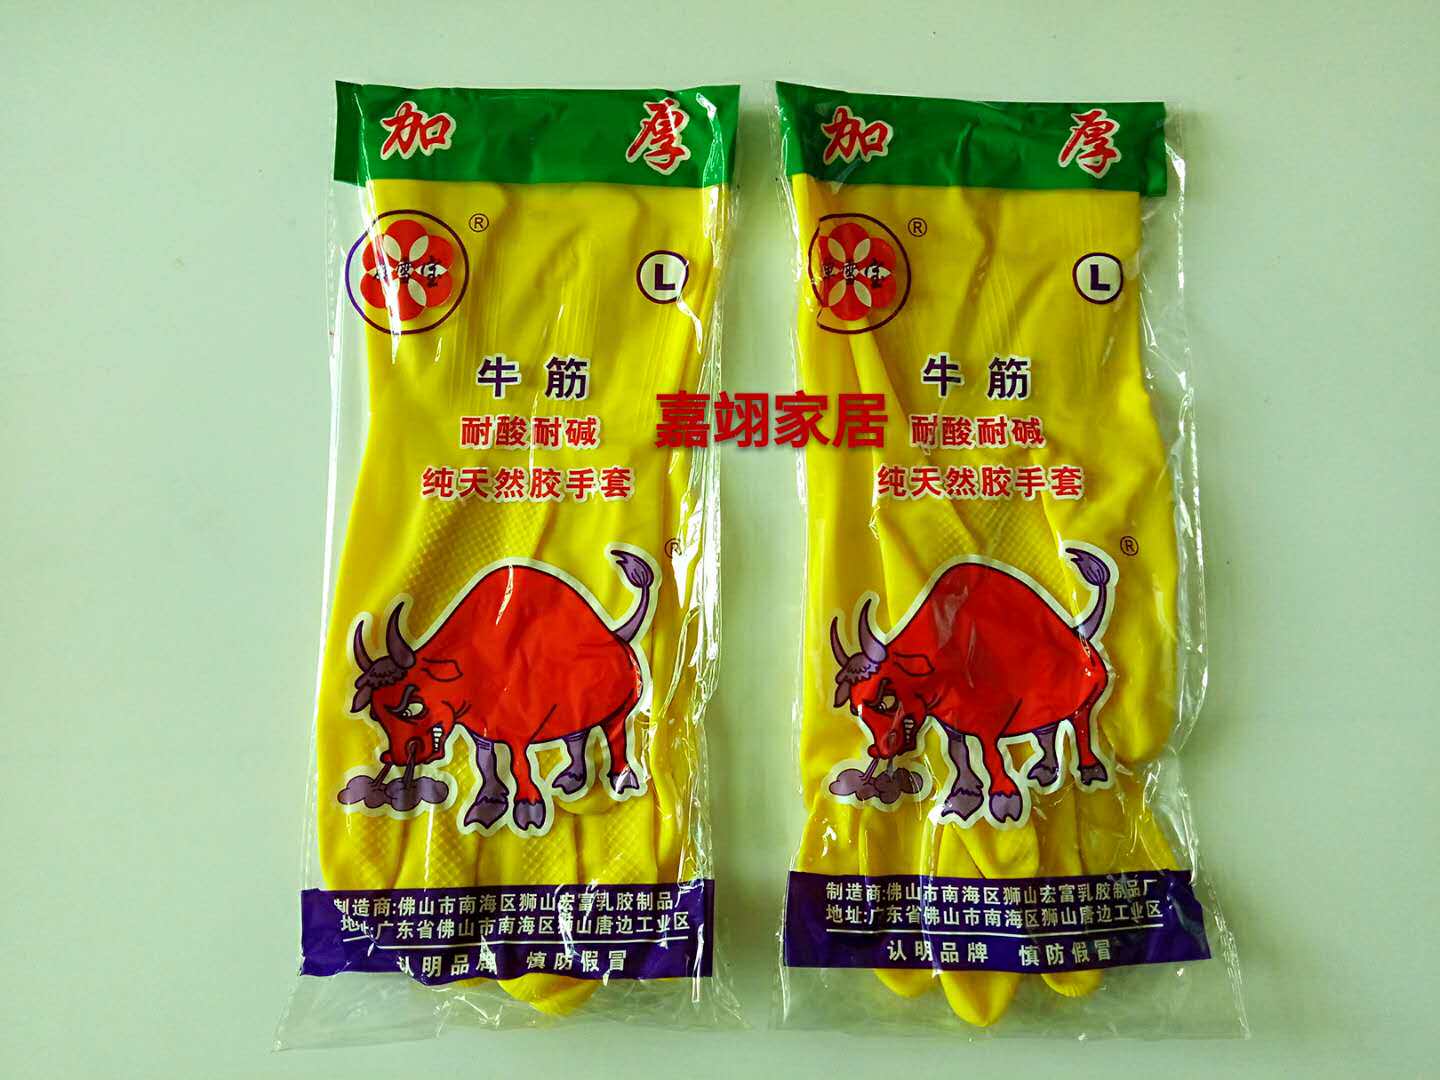 加厚
®
L
牛筋
耐酸耐碱
纯天然胶手套
®
制造商:佛山市南海区狮山宏富乳胶制品厂
地址:广东省佛山市南海区狮山唐边工业区
认明品牌 慎防假冒
嘉翊家居
加厚
®
L
牛筋
耐酸耐碱
纯天然胶手套
®
制造商:佛山市南海区狮山宏富乳胶制品厂
地址:广东省佛山市南海区狮山唐边工业区
认明品牌 慎防假冒